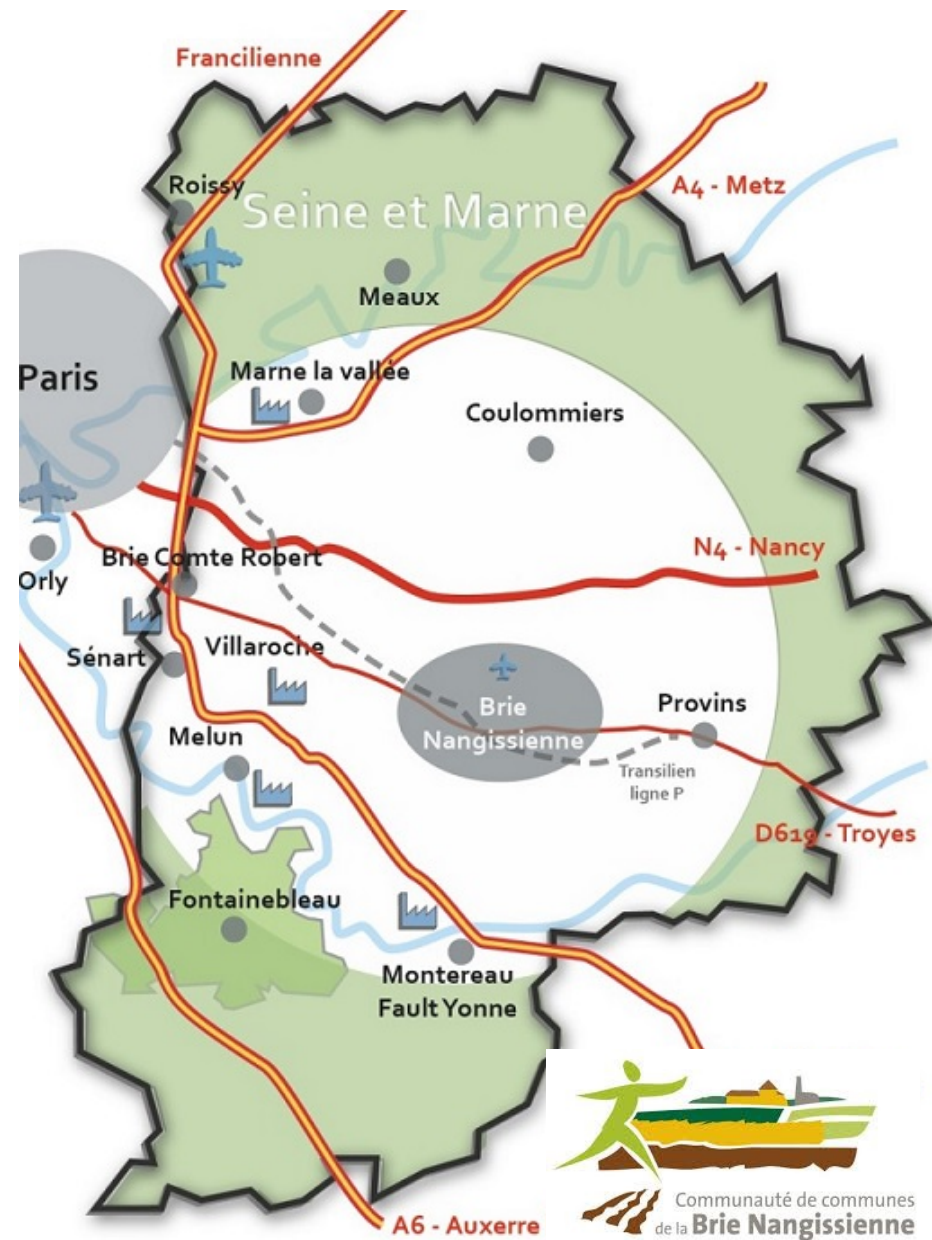 Francilienne
Roissy
A4 - Metz
Seine et Marne
Meaux
Paris
Marne la vallée
Coulommiers
N4 - Nancy
Brie Comte Robert
Orly
Sénart
Villaroche
Brie
Nangissienne
Provins
Melun
Transilien
ligne P
D619 - Troyes
Fontainebleau
Montereau
Fault Yonne
A6 - Auxerre
Communauté de communes
de la Brie Nangissienne